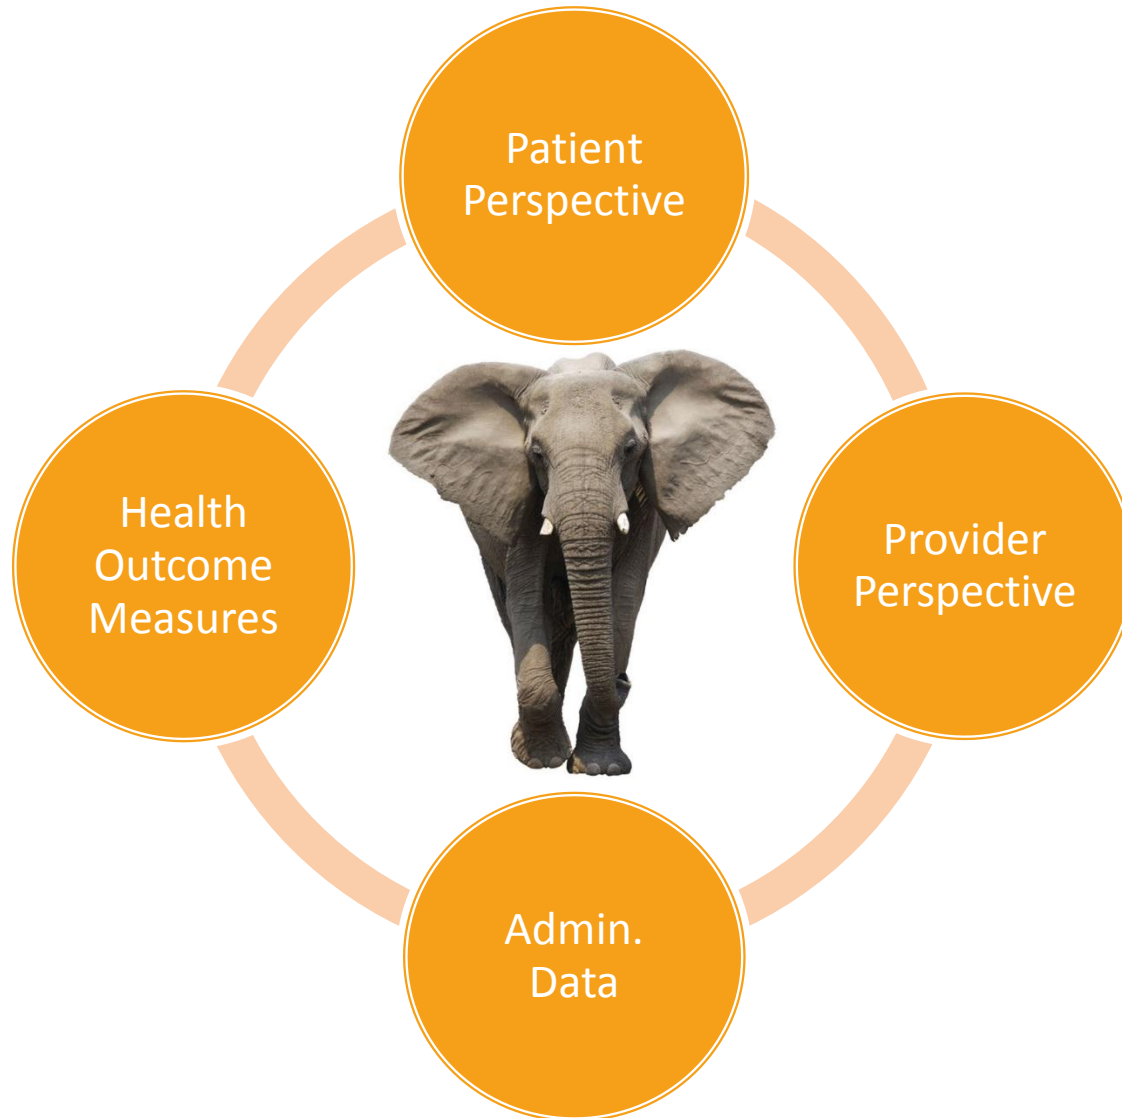 Patient
Perspective
Health
Outcome
Measures
Provider
Perspective
Admin.
Data